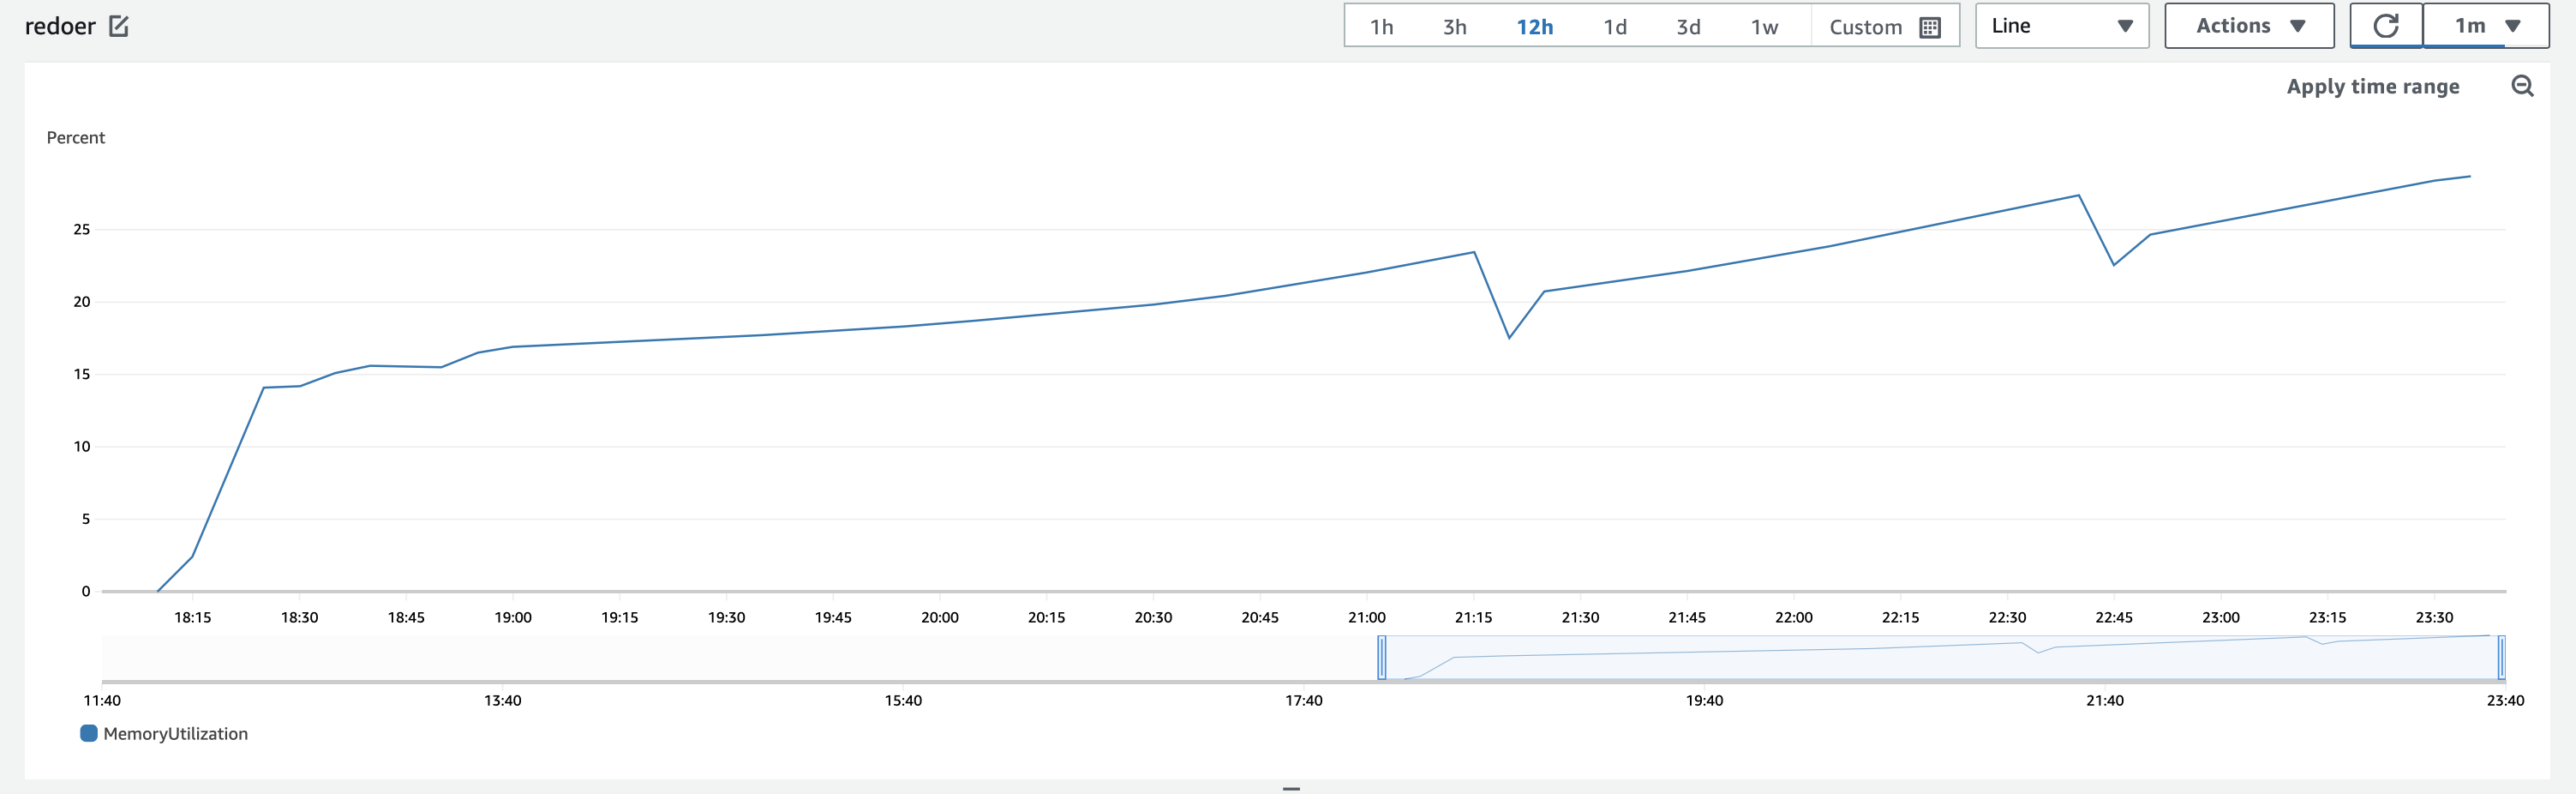 redoer
1h 3h 12h 1d 3d 1w Custom Line Actions 1m
Apply time range
Percent
25
20
15
10
5
0
18:15 18:30 18:45 19:00 19:15 19:30 19:45 20:00 20:15 20:30 20:45 21:00 21:15 21:30 21:45 22:00 22:15 22:30 22:45 23:00 23:15 23:30
11:40 13:40 15:40 17:40 19:40 21:40 23:40
MemoryUtilization